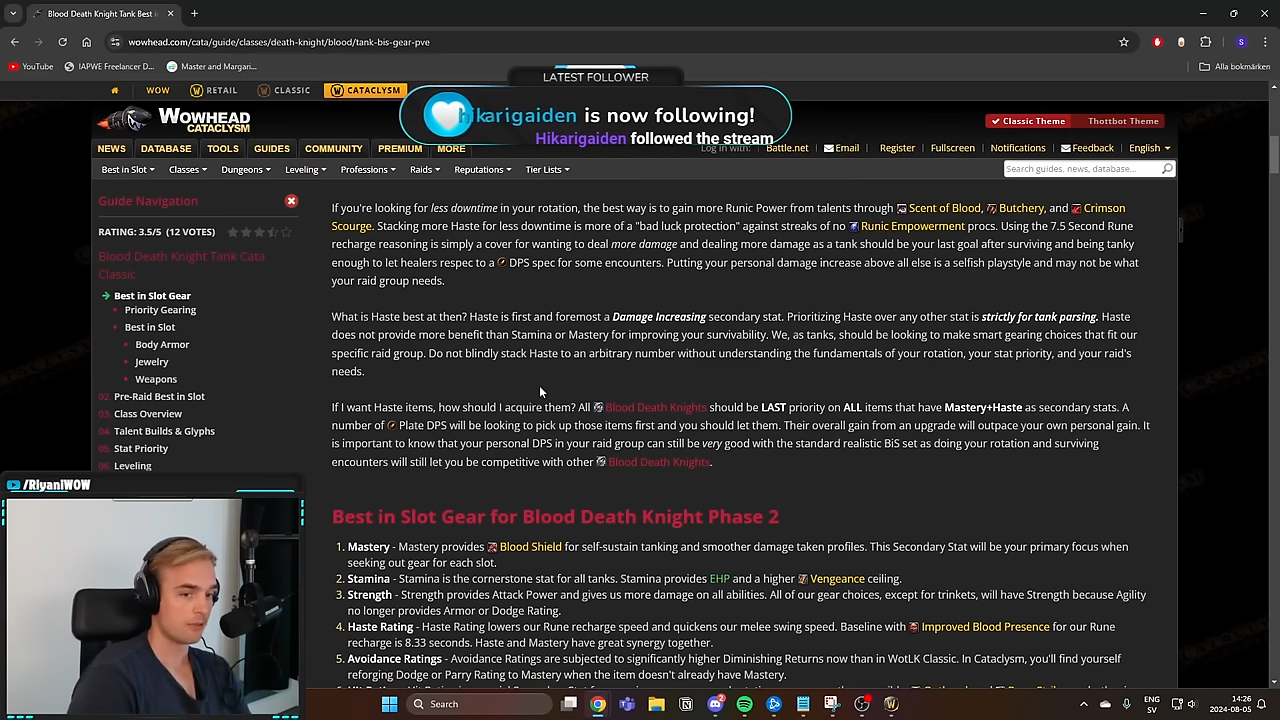 Blood Death Knight Tank Best in
wowhead.com/cata/guide/classes/death-knight/blood/tank-bis-gear-pve
YouTube
IAPWE Freelancer D...
Master and Margari...
Alla bokmärken
LATEST FOLLOWER
hikarigaiden is now following!
Hikarigaiden followed the stream
WOW
RETAIL
CLASSIC
CATACLYSM
WOWHEAD
CATACLYSM
Classic Theme
Thottbot Theme
NEWS
DATABASE
TOOLS
GUIDES
COMMUNITY
PREMIUM
MORE
Log in with:
Battle.net
Email
Register
Fullscreen
Notifications
Feedback
English
Best in Slot
Classes
Dungeons
Leveling
Professions
Raids
Reputations
Tier Lists
Search guides, news, database...
Guide Navigation
RATING: 3.5/5 (12 VOTES)
Blood Death Knight Tank Cata
Classic
Best in Slot Gear
Priority Gearing
Best in Slot
Body Armor
Jewelry
Weapons
02. Pre-Raid Best in Slot
03. Class Overview
04. Talent Builds & Glyphs
05. Stat Priority
06. Leveling
If you're looking for less downtime in your rotation, the best way is to gain more Runic Power from talents through Scent of Blood, Butchery, and Crimson
Scourge. Stacking more Haste for less downtime is more of a "bad luck protection" against streaks of no Runic Empowerment procs. Using the 7.5 Second Rune
recharge reasoning is simply a cover for wanting to deal more damage and dealing more damage as a tank should be your last goal after surviving and being tanky
enough to let healers respec to a DPS spec for some encounters. Putting your personal damage increase above all else is a selfish playstyle and may not be what
your raid group needs.
What is Haste best at then? Haste is first and foremost a Damage Increasing secondary stat. Prioritizing Haste over any other stat is strictly for tank parsing. Haste
does not provide more benefit than Stamina or Mastery for improving your survivability. We, as tanks, should be looking to make smart gearing choices that fit our
specific raid group. Do not blindly stack Haste to an arbitrary number without understanding the fundamentals of your rotation, your stat priority, and your raid's
needs.
If I want Haste items, how should I acquire them? All Blood Death Knights should be LAST priority on ALL items that have Mastery+Haste as secondary stats. A
number of Plate DPS will be looking to pick up those items first and you should let them. Their overall gain from an upgrade will outpace your own personal gain. It
is important to know that your personal DPS in your raid group can still be very good with the standard realistic BiS set as doing your rotation and surviving
encounters will still let you be competitive with other Blood Death Knights.
Best in Slot Gear for Blood Death Knight Phase 2
1. Mastery - Mastery provides Blood Shield for self-sustain tanking and smoother damage taken profiles. This Secondary Stat will be your primary focus when
seeking out gear for each slot.
2. Stamina - Stamina is the cornerstone stat for all tanks. Stamina provides EHP and a higher Vengeance ceiling.
3. Strength - Strength provides Attack Power and gives us more damage on all abilities. All of our gear choices, except for trinkets, will have Strength because Agility
no longer provides Armor or Dodge Rating.
4. Haste Rating - Haste Rating lowers our Rune recharge speed and quickens our melee swing speed. Baseline with Improved Blood Presence for our Rune
recharge is 8.33 seconds. Haste and Mastery have great synergy together.
5. Avoidance Ratings - Avoidance Ratings are subjected to significantly higher Diminishing Returns now than in WotLK Classic. In Cataclysm, you'll find yourself
reforging Dodge or Parry Rating to Mastery when the item doesn't already have Mastery.
/RiyaniWOW
Search
2
ENG
SV
14:26
2024-08-05